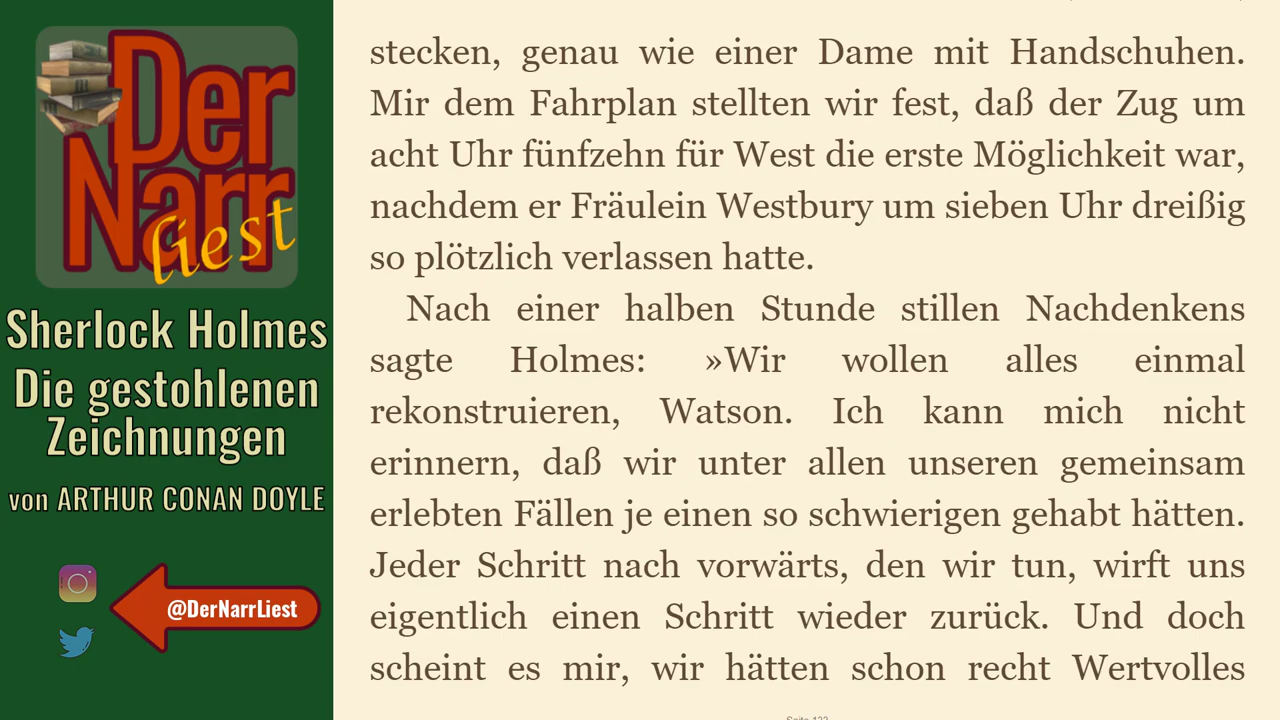 Der
Narr
liest
Sherlock Holmes
Die gestohlenen
Zeichnungen
von ARTHUR CONAN DOYLE
@DerNarrLiest
stecken, genau wie einer Dame mit Handschuhen.
Mir dem Fahrplan stellten wir fest, daß der Zug um
acht Uhr fünfzehn für West die erste Möglichkeit war,
nachdem er Fräulein Westbury um sieben Uhr dreißig
so plötzlich verlassen hatte.
Nach einer halben Stunde stillen Nachdenkens
sagte Holmes: »Wir wollen alles einmal
rekonstruieren, Watson. Ich kann mich nicht
erinnern, daß wir unter allen unseren gemeinsam
erlebten Fällen je einen so schwierigen gehabt hätten.
Jeder Schritt nach vorwärts, den wir tun, wirft uns
eigentlich einen Schritt wieder zurück. Und doch
scheint es mir, wir hätten schon recht Wertvolles